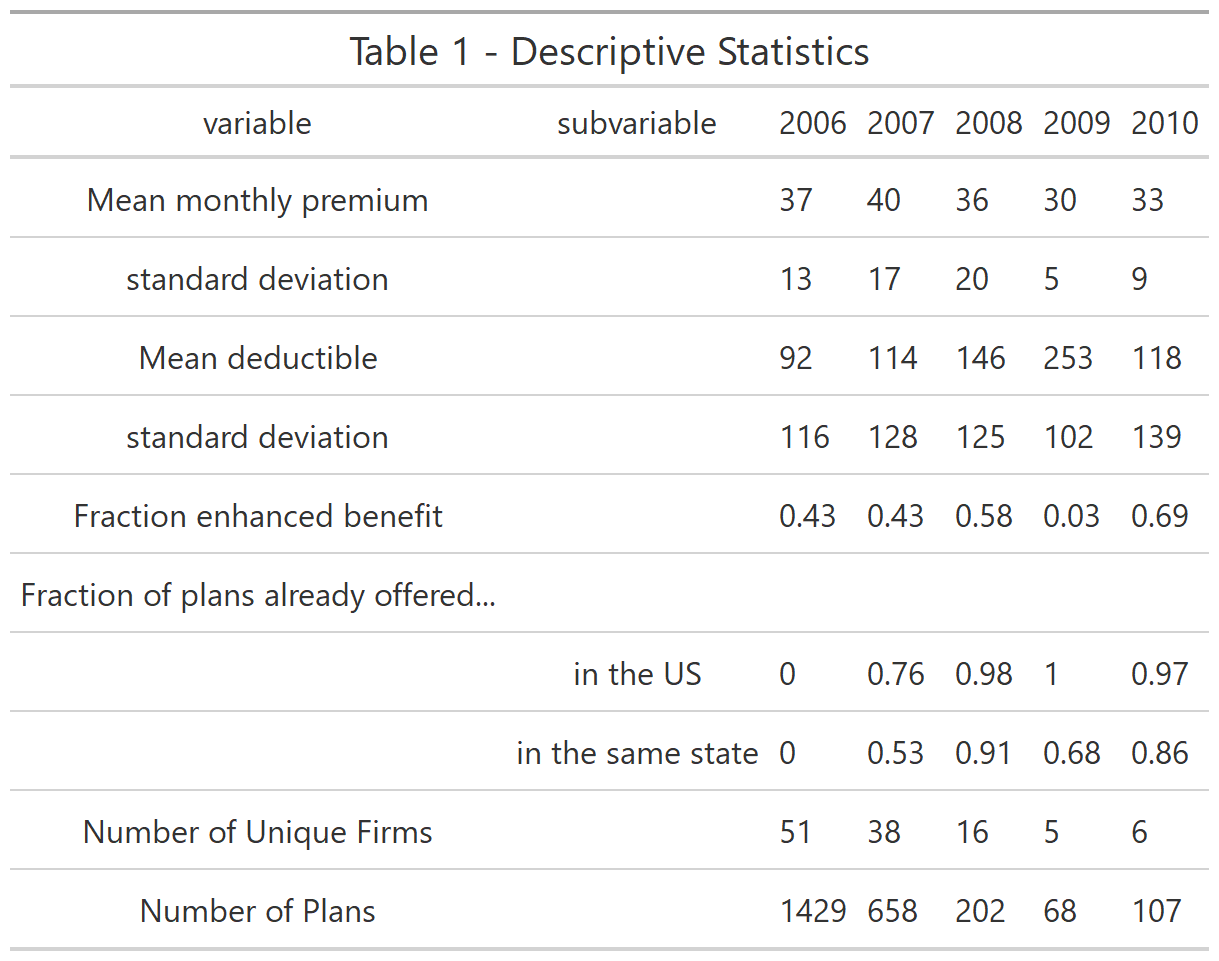 Table 1 - Descriptive Statistics
variable subvariable 2006 2007 2008 2009 2010
Mean monthly premium 37 40 36 30 33
standard deviation 13 17 20 5 9
Mean deductible 92 114 146 253 118
standard deviation 116 128 125 102 139
Fraction enhanced benefit 0.43 0.43 0.58 0.03 0.69
Fraction of plans already offered...
in the US 0 0.76 0.98 1 0.97
in the same state 0 0.53 0.91 0.68 0.86
Number of Unique Firms 51 38 16 5 6
Number of Plans 1429 658 202 68 107